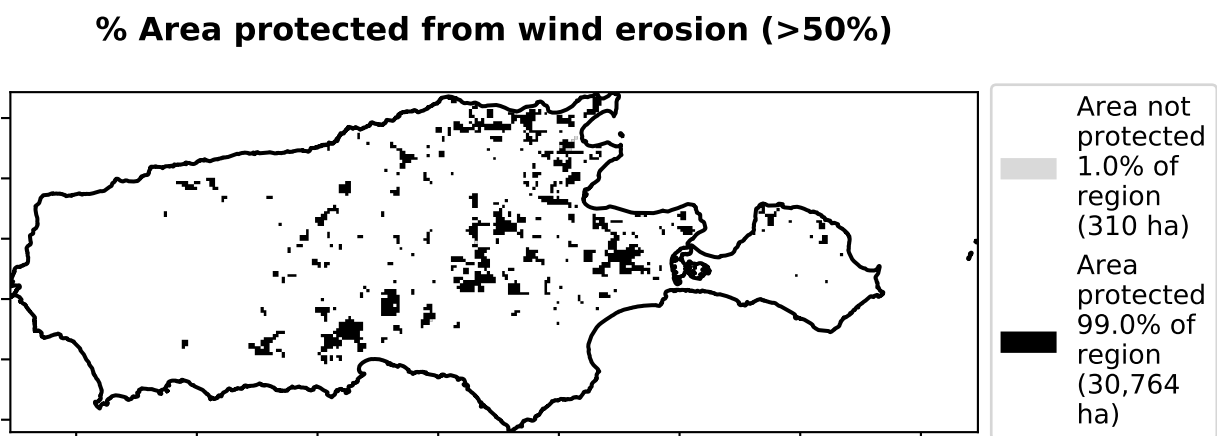 % Area protected from wind erosion (>50%)
Area not
protected
1.0% of
region
(310 ha)
Area
protected
99.0% of
region
(30,764
ha)